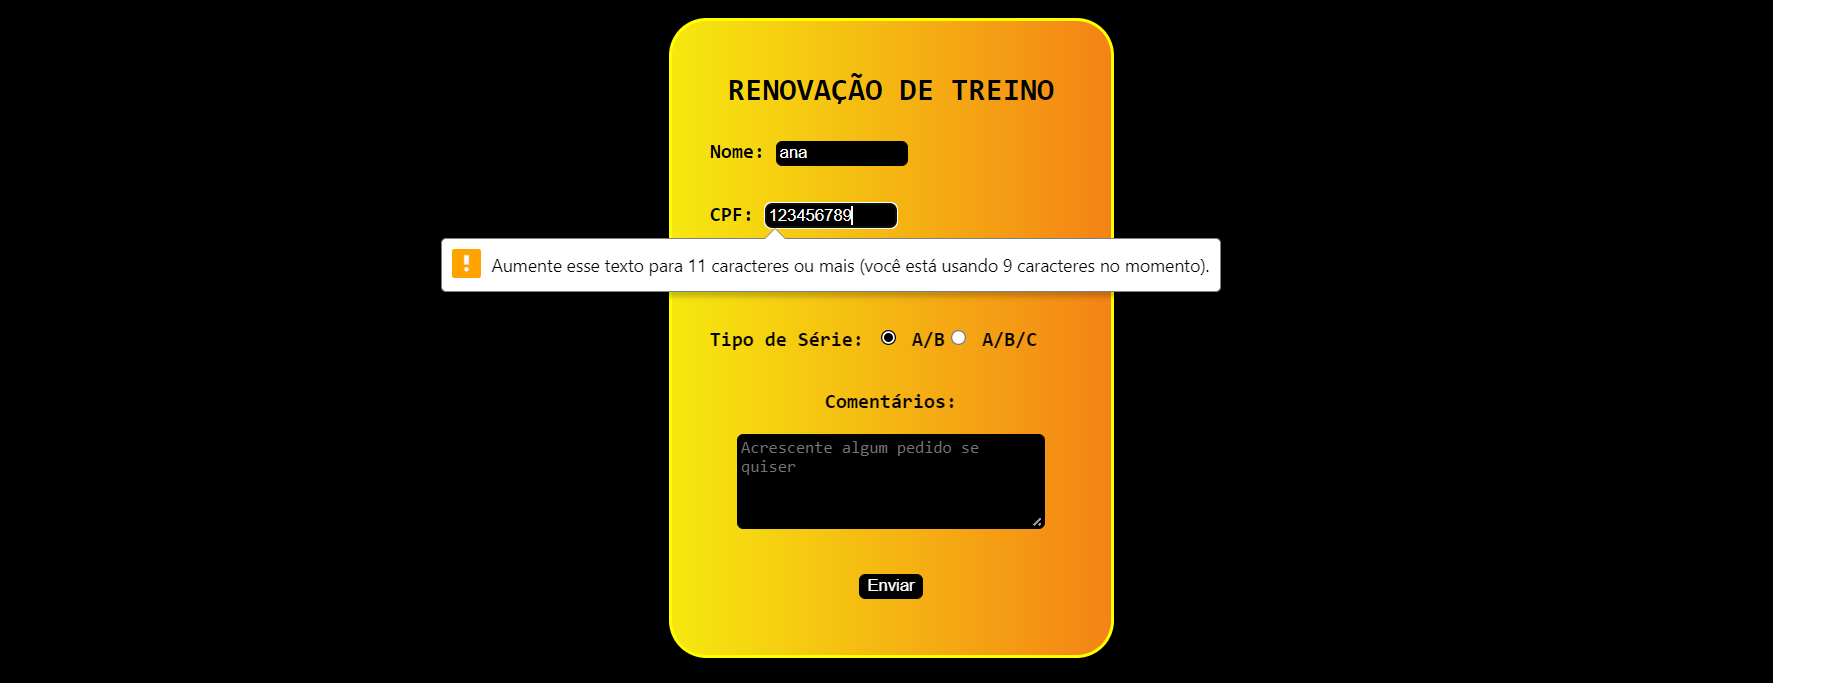 RENOVAÇÃO DE TREINO
Nome: ana
CPF: 123456789
Aumente esse texto para 11 caracteres ou mais (você está usando 9 caracteres no momento).
Tipo de Série: A/B A/B/C
Comentários:
Acrescente algum pedido se
quiser
Enviar